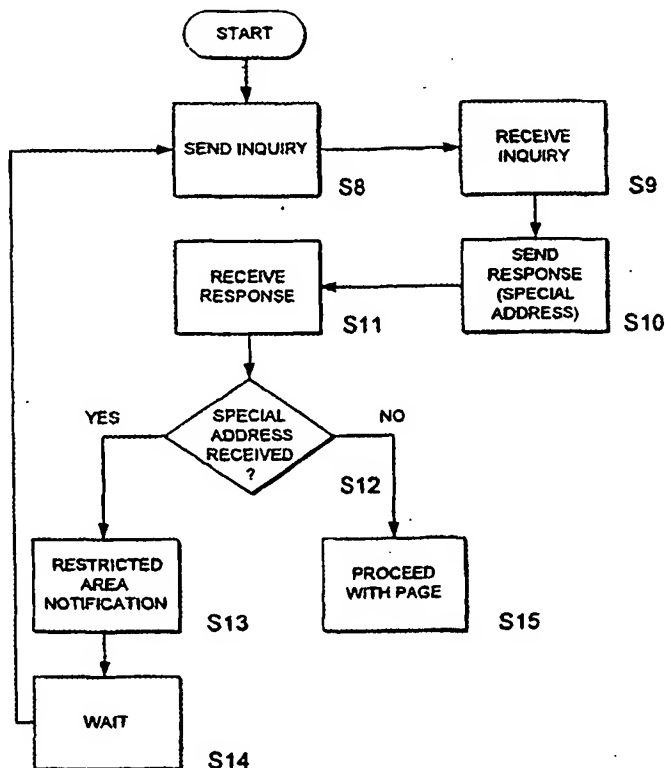 START
SEND INQUIRY
S8
RECEIVE
INQUIRY
S9
SEND
RESPONSE
(SPECIAL
ADDRESS)
S10
RECEIVE
RESPONSE
S11
YES
SPECIAL
ADDRESS
RECEIVED
?
NO
S12
RESTRICTED
AREA
NOTIFICATION
S13
PROCEED
WITH PAGE
S15
WAIT
S14